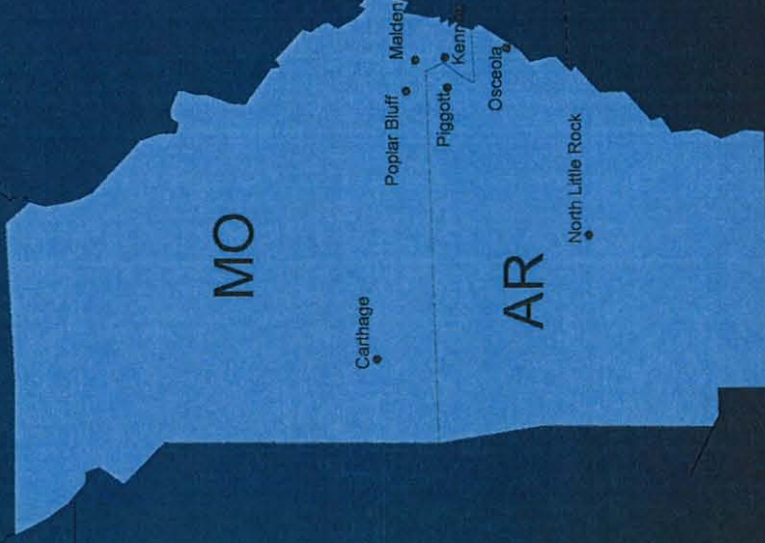 MO
Carthage
Poplar Bluff
Malden
Piggott
Osceola
AR
North Little Rock